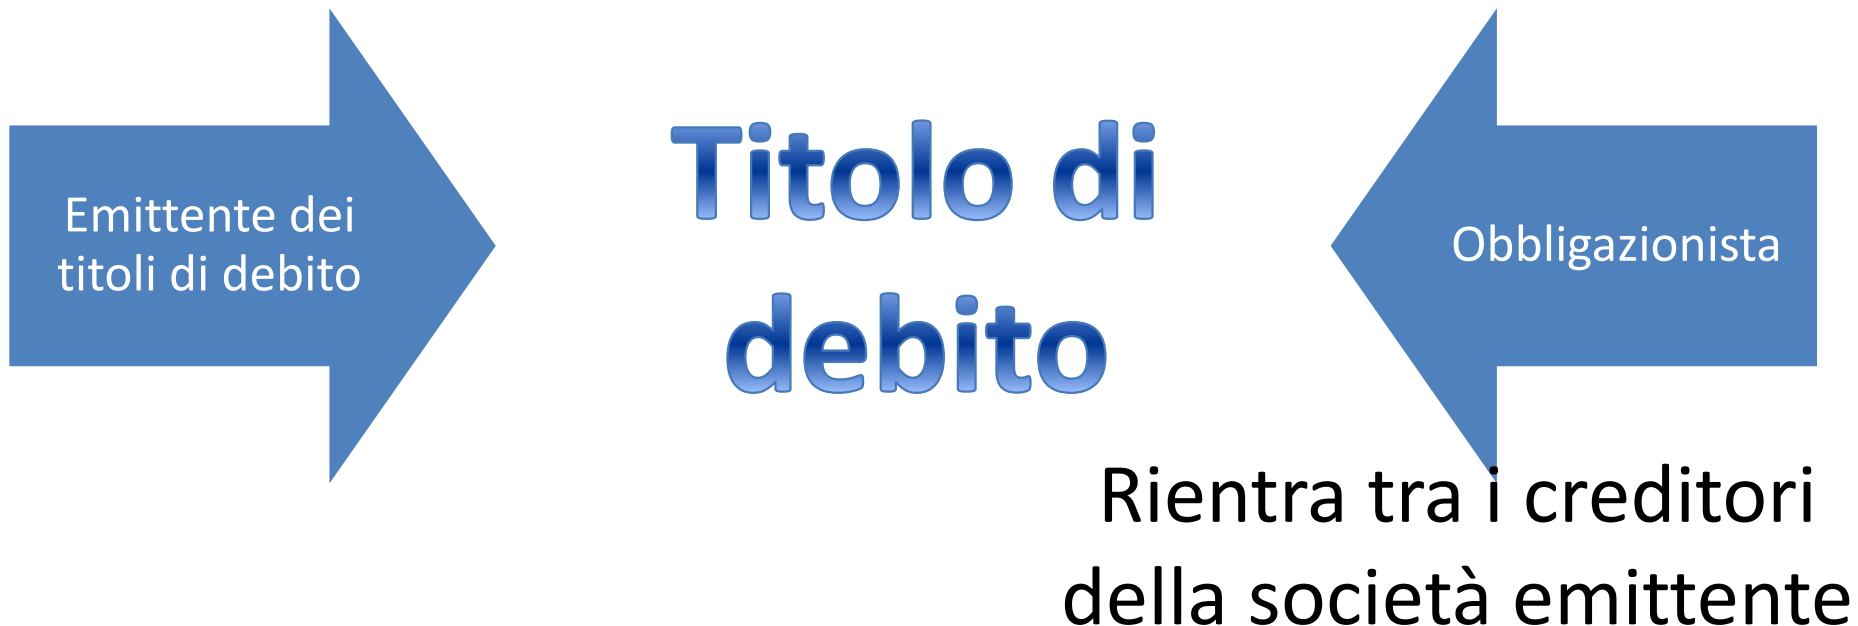 Emittente dei
titoli di debito
Titolo di
debito
Obbligazionista
Rientra tra i creditori
della società emittente